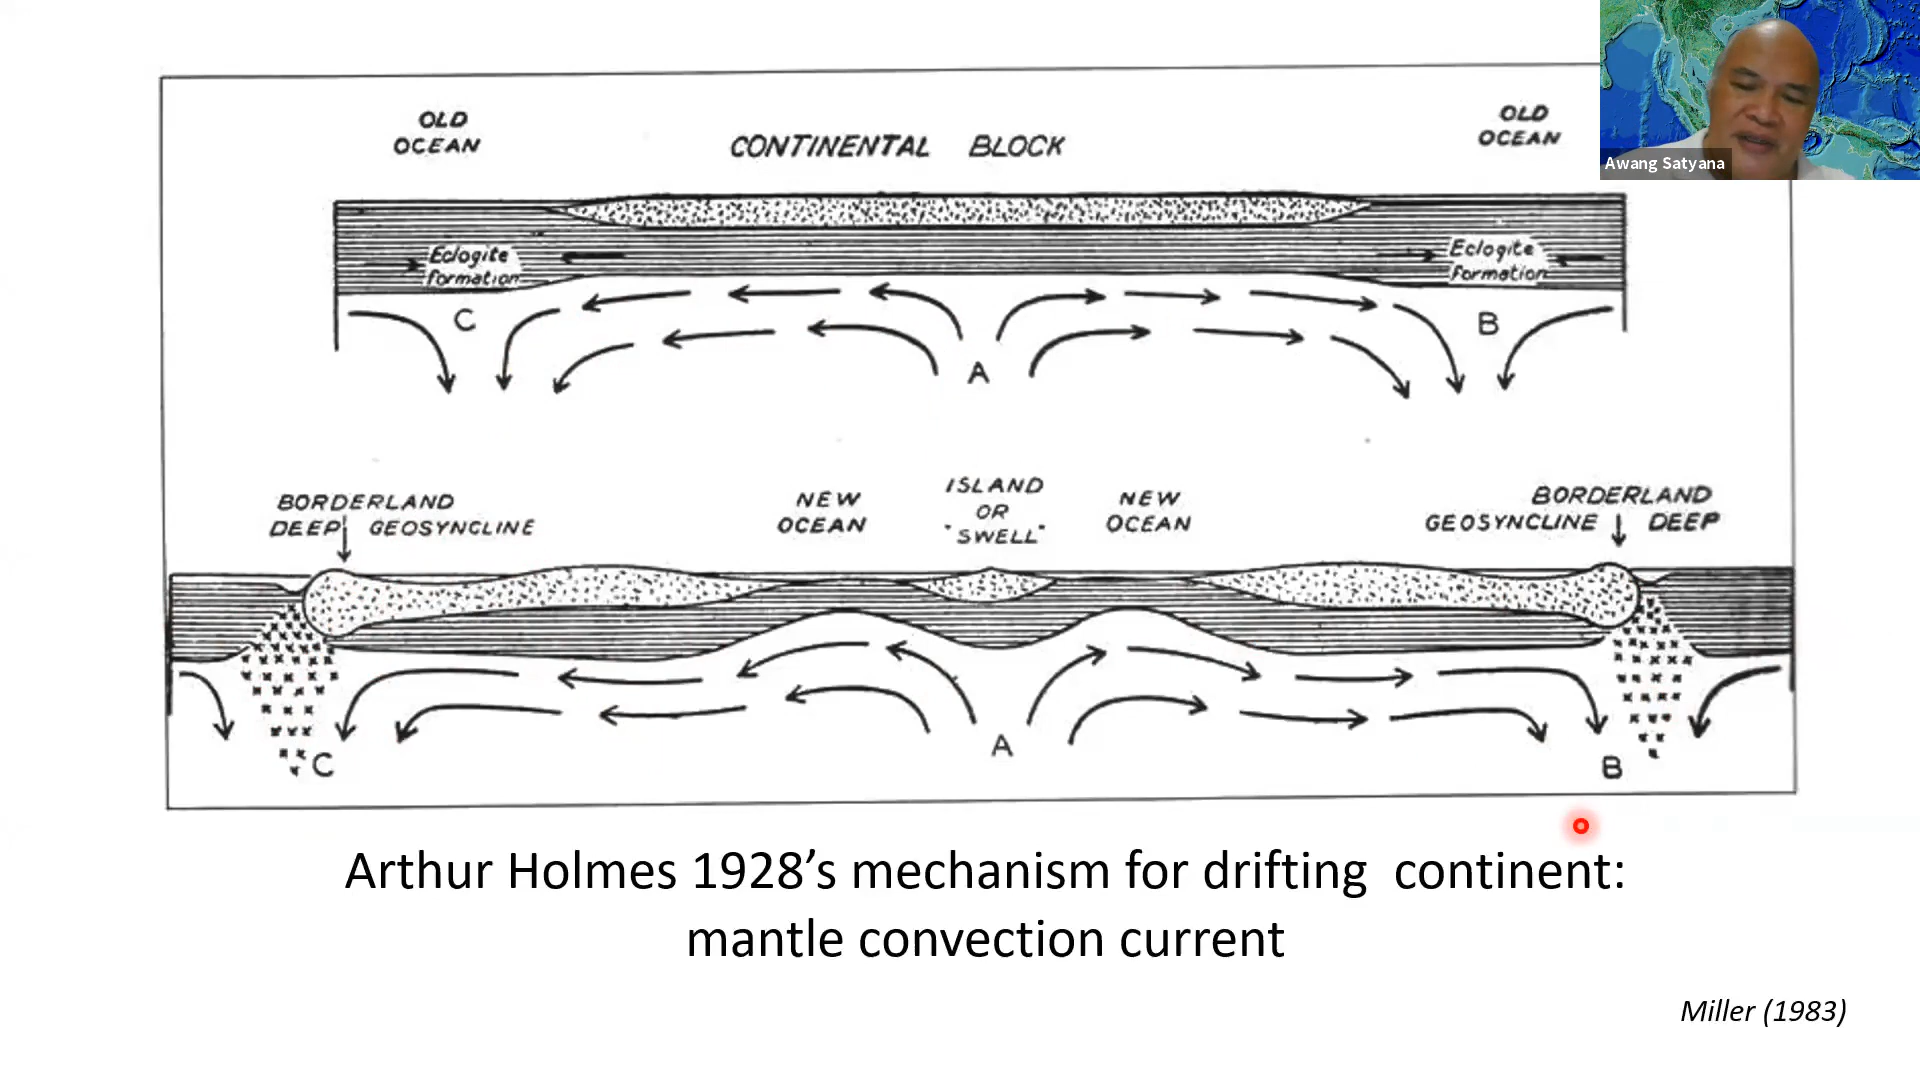 OLD
OCEAN
CONTINENTAL BLOCK
OLD
OCEAN
Awang Satyana
Eclogite
formation
Eclogite
formation
C
B
A
BORDERLAND
DEEP GEOSYNCLINE
NEW
OCEAN
ISLAND
OR
"SWELL"
NEW
OCEAN
BORDERLAND
GEOSYNCLINE DEEP
A
C
B
Arthur Holmes 1928’s mechanism for drifting continent:
mantle convection current
Miller (1983)